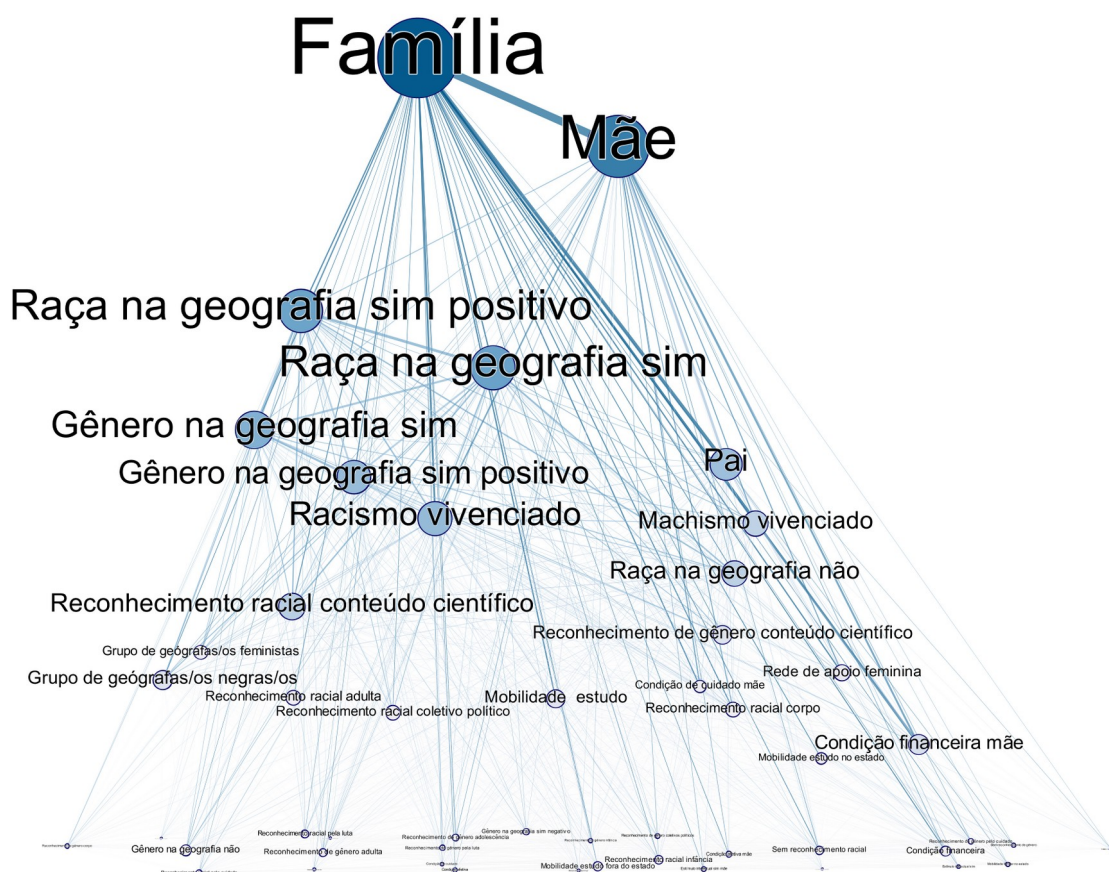 Família
Mãe
Raça na geografia sim positivo
Raça na geografia sim
Gênero na geografia sim
Gênero na geografia sim positivo
Pai
Racismo vivenciado
Machismo vivenciado
Raça na geografia não
Reconhecimento racial conteúdo científico
Reconhecimento de gênero conteúdo científico
Grupo de geógrafas/os feministas
Rede de apoio feminina
Grupo de geógrafas/os negras/os
Condição de cuidado mãe
Reconhecimento racial adulta
Mobilidade estudo
Reconhecimento racial corpo
Reconhecimento racial coletivo político
Condição financeira mãe
Mobilidade estudo no estado
Gênero na geografia sim negativo
Reconhecimento racial pela luta
Reconhecimento de gênero adolescência
Reconhecimento de gênero pela luta
Gênero na geografia não
Reconhecimento de gênero adulta
Sem reconhecimento racial
Condição financeira
Reconhecimento racial infância
Mobilidade estudo fora do estado